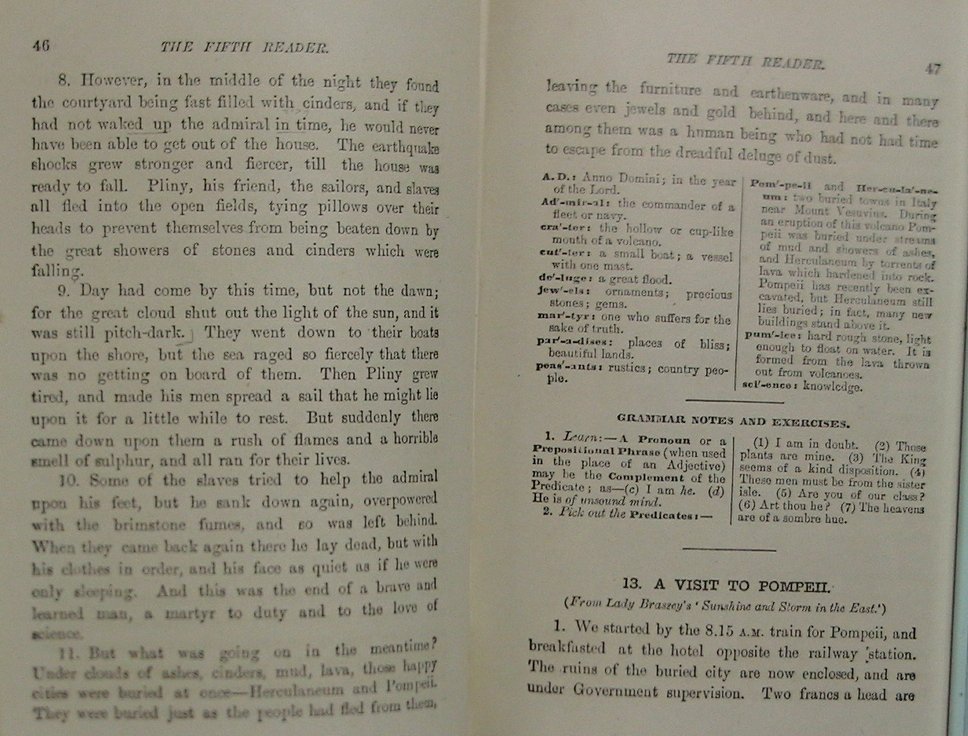 46
THE FIFTH READER.
8. However, in the middle of the night they found
the courtyard being fast filled with cinders, and if they
had not waked up the admiral in time, he would never
have been able to get out of the house. The earthquake
shocks grew stronger and fiercer, till the house was
ready to fall. Pliny, his friend, the sailors, and slaves
all fled into the open fields, tying pillows over their
heads to prevent themselves from being beaten down by
the great showers of stones and cinders which were
falling.
9. Day had come by this time, but not the dawn;
for the great cloud shut out the light of the sun, and it
was still pitch-dark. They went down to their boats
upon the shore, but the sea raged so fiercely that there
was no getting on board of them. Then Pliny grew
tired, and made his men spread a sail that he might lie
upon it for a little while to rest. But suddenly there
came down upon them a rush of flames and a horrible
smell of sulphur, and all ran for their lives.
10. Some of the slaves tried to help the admiral
upon his feet, but he sank down again, overpowered
with the brimstone fumes, and so was left behind.
When they came back again there he lay dead, but with
his clothes in order, and his face as quiet as if he were
only sleeping. And this was the end of a brave and
learned man, a martyr to duty and to the love of
science.
11. But what was going on in the meantime?
Under clouds of ashes, cinders, mud, lava, those happy
cities were buried at once—Herculaneum and Pompeii.
They were buried just as the people had fled from them,
THE FIFTH READER.
47
leaving the furniture and earthenware, and in many
cases even jewels and gold behind, and here and there
among them was a human being who had not had time
to escape from the dreadful deluge of dust.
A.D.: Anno Domini; in the year
of the Lord.
Ad'-mir-al: the commander of a
fleet or navy.
cra'-ter: the hollow or cup-like
mouth of a volcano.
cut'-ter: a small boat; a vessel
with one mast.
de'-luge: a great flood.
jew'-els: ornaments; precious
stones; gems.
mar'-tyr: one who suffers for the
sake of truth.
par'-a-dises: places of bliss;
beautiful lands.
peas'-ants: rustics; country peo-
ple.
Pom'-pe-ii and Her-cu-la'-ne-
um: two buried towns in Italy
near Mount Vesuvius. During
an eruption of this volcano Pom-
peii was buried under streams
of mud and showers of ashes,
and Herculaneum by torrents of
lava which hardened into rock.
Pompeii has recently been ex-
cavated, but Herculaneum still
lies buried; in fact, many new
buildings stand above it.
pum'-ice: hard rough stone, light
enough to float on water. It is
formed from the lava thrown
out from volcanoes.
sci'-ence: knowledge.
GRAMMAR NOTES AND EXERCISES.
1. Learn:—A Pronoun or a
Prepositional Phrase (when used
in the place of an Adjective)
may be the Complement of the
Predicate; as—(c) I am he. (d)
He is of unsound mind.
2. Pick out the Predicates:—
(1) I am in doubt. (2) Those
plants are mine. (3) The King
seems of a kind disposition. (4)
These men must be from the sister
isle. (5) Are you of our class?
(6) Art thou he? (7) The heavens
are of a sombre hue.
13. A VISIT TO POMPEII.
(From Lady Brassey's 'Sunshine and Storm in the East.')
1. We started by the 8.15 A.M. train for Pompeii, and
breakfasted at the hotel opposite the railway station.
The ruins of the buried city are now enclosed, and are
under Government supervision. Two francs a head are